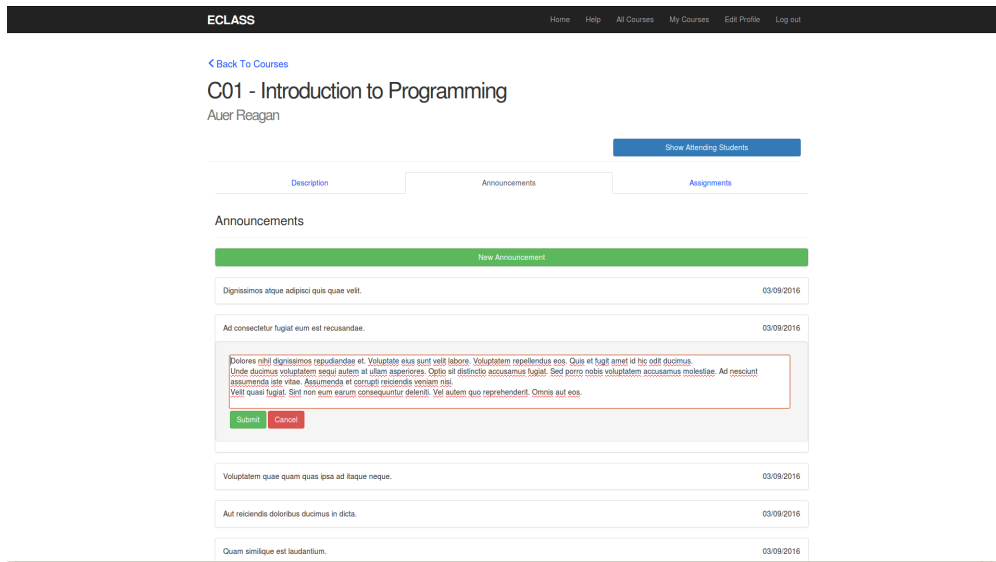 ECLASS
Home Help All Courses My Courses Edit Profile Log out
Back To Courses
C01 - Introduction to Programming
Auer Reagan
Show Attending Students
Description Announcements Assignments
Announcements
New Announcement
Dignissimos atque adipisci quis quae velit. 03/09/2016
Ad consectetur fugiat eum est recusandae. 03/09/2016
Dolores nihil dignissimos repudiandae et. Voluptate eius sunt velit labore. Voluptatem repellendus eos. Quis et fugit amet id hic odit ducimus.
Unde ducimus voluptatem sequi autem at ullam asperiores. Optio sit distinctio accusamus fugiat. Sed porro nobis voluptatem accusamus molestiae. Ad nesciunt
assumenda iste vitae. Assumenda et corrupti reiciendis veniam nisi.
Velit quasi fugiat. Sint non eum earum consequuntur deleniti. Vel autem quo reprehenderit. Omnis aut eos.
Submit Cancel
Voluptatem quae quam quas ipsa ad itaque neque. 03/09/2016
Aut reiciendis doloribus ducimus in dicta. 03/09/2016
Quam similique est laudantium. 03/09/2016